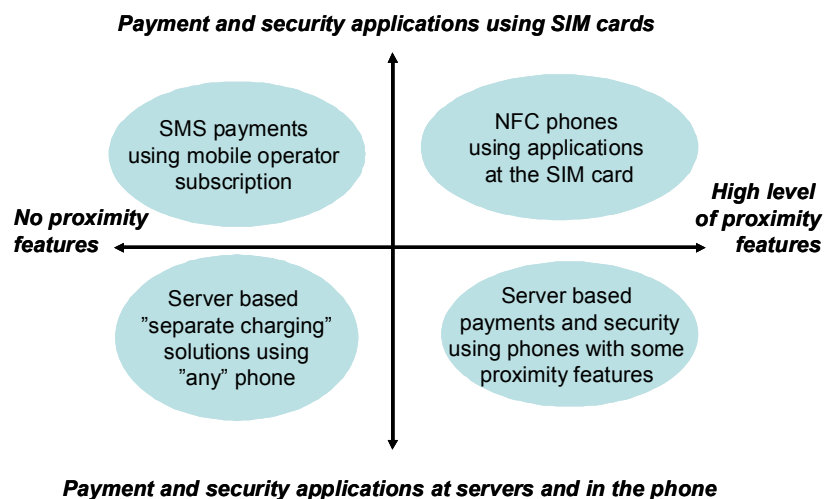 Payment and security applications using SIM cards
SMS payments
using mobile operator
subscription
NFC phones
using applications
at the SIM card
No proximity
features
High level
of proximity
features
Server based
”separate charging”
solutions using
”any” phone
Server based
payments and security
using phones with some
proximity features
Payment and security applications at servers and in the phone